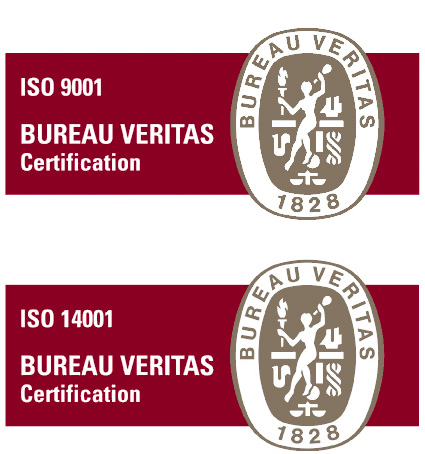 ISO 9001
BUREAU VERITAS
Certification
BUREAU VERITAS
1828
ISO 14001
BUREAU VERITAS
Certification
BUREAU VERITAS
1828